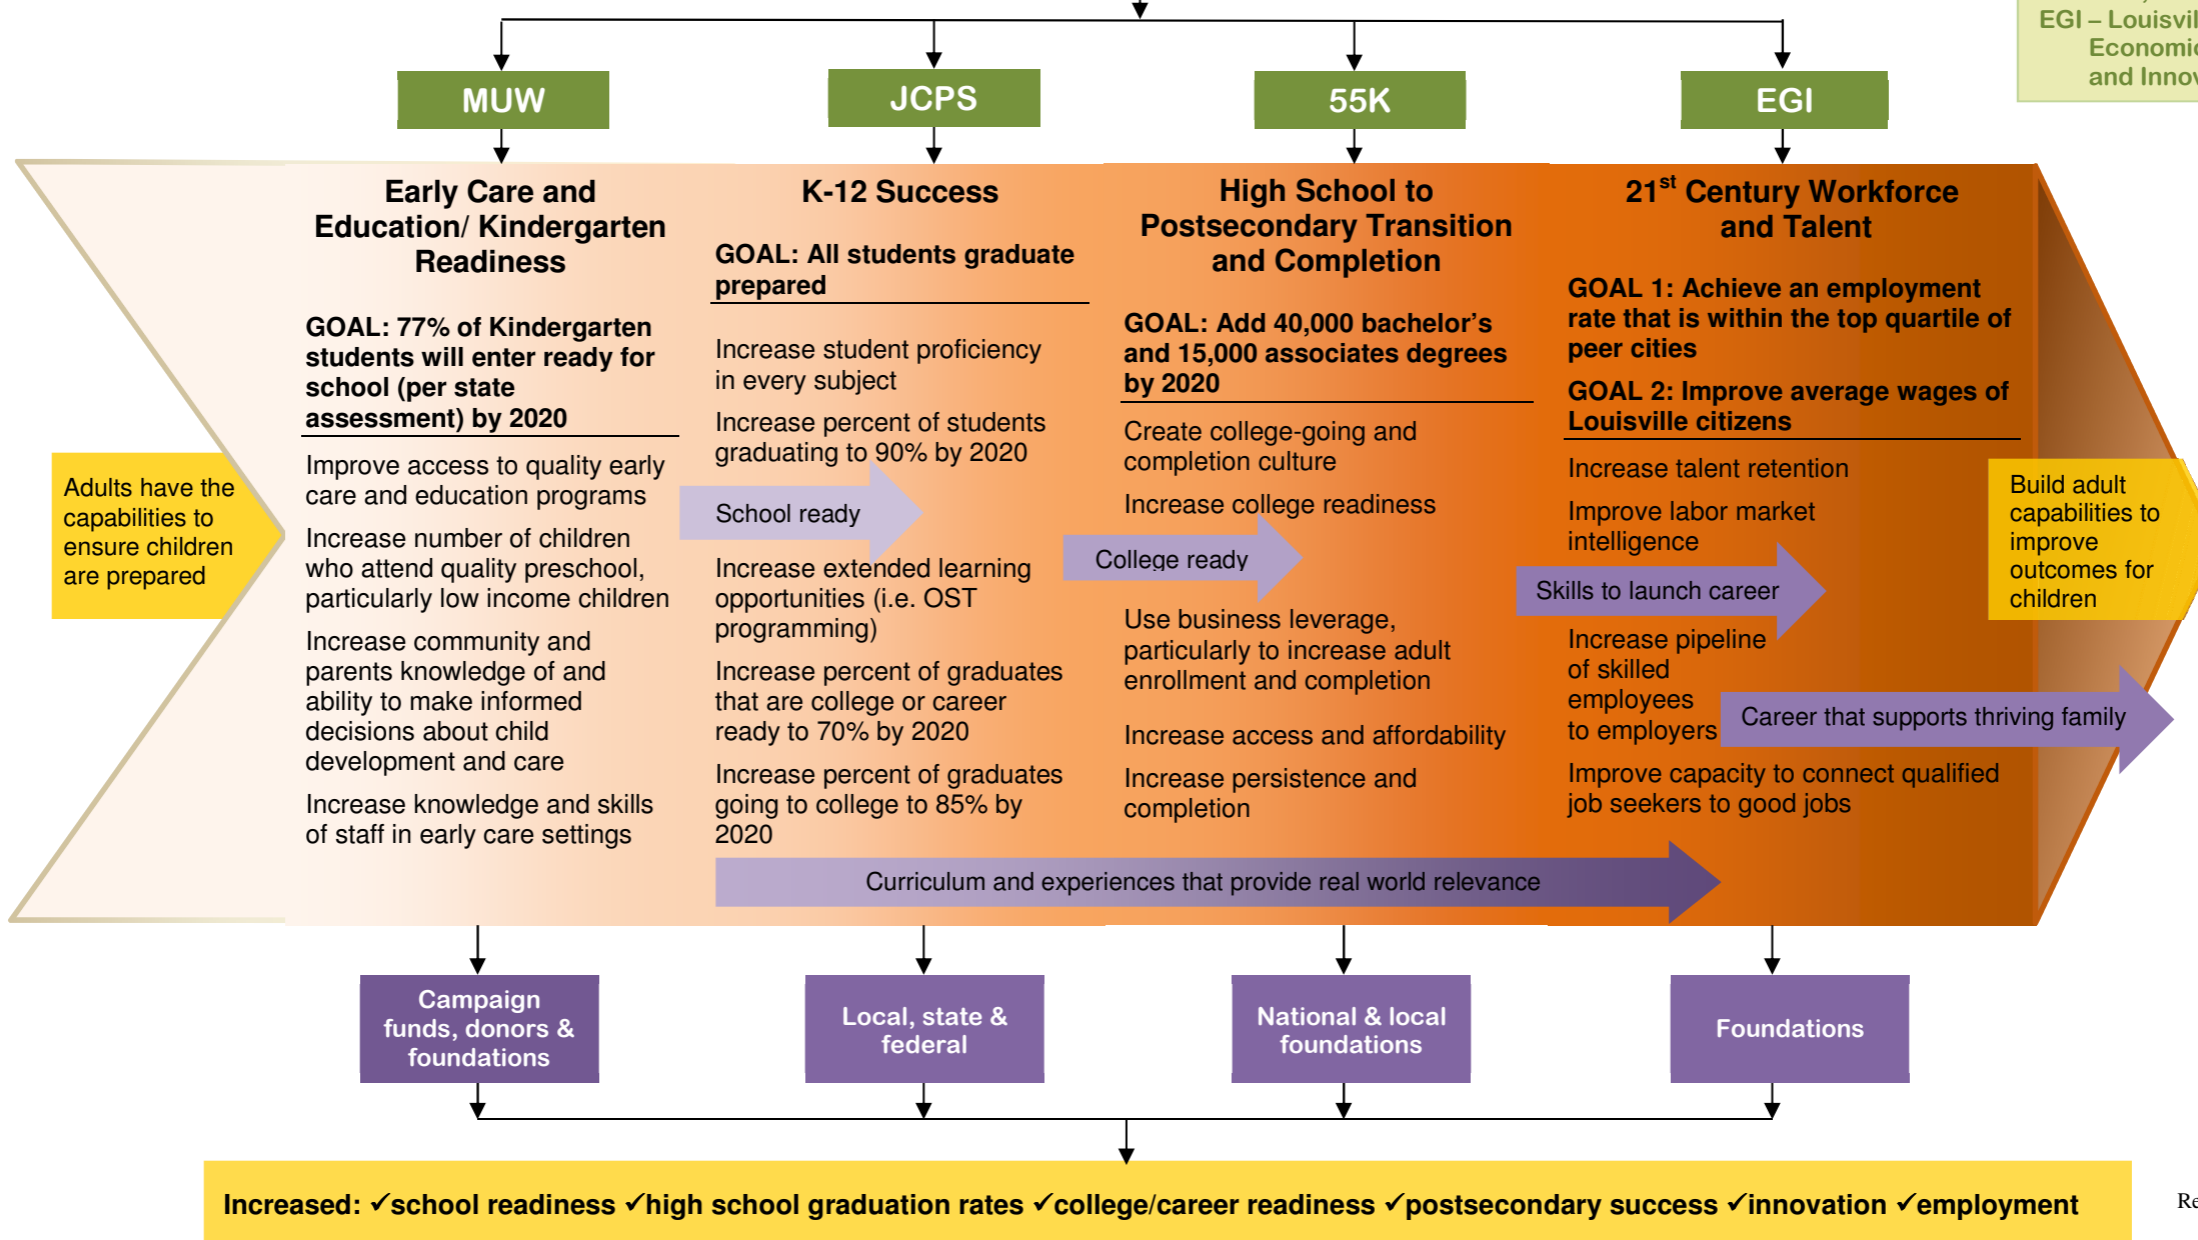 EGI – Louisvil
Economic
and Innov
MUW
JCPS
55K
EGI
Adults have the
capabilities to
ensure children
are prepared
Early Care and
Education/ Kindergarten
Readiness
GOAL: 77% of Kindergarten
students will enter ready for
school (per state
assessment) by 2020
Improve access to quality early
care and education programs
Increase number of children
who attend quality preschool,
particularly low income children
Increase community and
parents knowledge of and
ability to make informed
decisions about child
development and care
Increase knowledge and skills
of staff in early care settings
K-12 Success
GOAL: All students graduate
prepared
Increase student proficiency
in every subject
Increase percent of students
graduating to 90% by 2020
School ready
Increase extended learning
opportunities (i.e. OST
programming)
Increase percent of graduates
that are college or career
ready to 70% by 2020
Increase percent of graduates
going to college to 85% by
2020
High School to
Postsecondary Transition
and Completion
GOAL: Add 40,000 bachelor’s
and 15,000 associates degrees
by 2020
Create college-going and
completion culture
Increase college readiness
College ready
Use business leverage,
particularly to increase adult
enrollment and completion
Increase access and affordability
Increase persistence and
completion
21st Century Workforce
and Talent
GOAL 1: Achieve an employment
rate that is within the top quartile of
peer cities
GOAL 2: Improve average wages of
Louisville citizens
Increase talent retention
Improve labor market
intelligence
Skills to launch career
Increase pipeline
of skilled
employees
to employers
Career that supports thriving family
Improve capacity to connect qualified
job seekers to good jobs
Build adult
capabilities to
improve
outcomes for
children
Curriculum and experiences that provide real world relevance
Campaign
funds, donors &
foundations
Local, state &
federal
National & local
foundations
Foundations
Increased: ✓school readiness ✓high school graduation rates ✓college/career readiness ✓postsecondary success ✓innovation ✓employment
Re